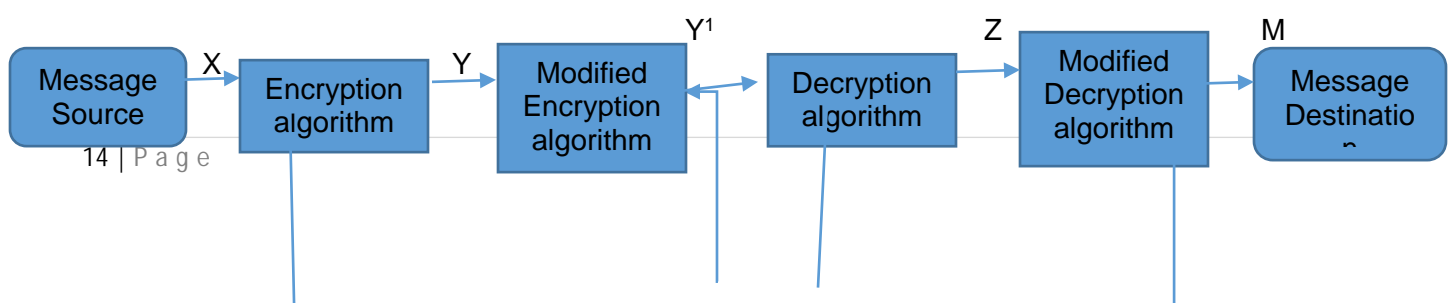 X
Y
Y¹
Z
M
Message
Source
Encryption
algorithm
Modified
Encryption
algorithm
Decryption
algorithm
Modified
Decryption
algorithm
Message
Destinatio
n
14 | Page